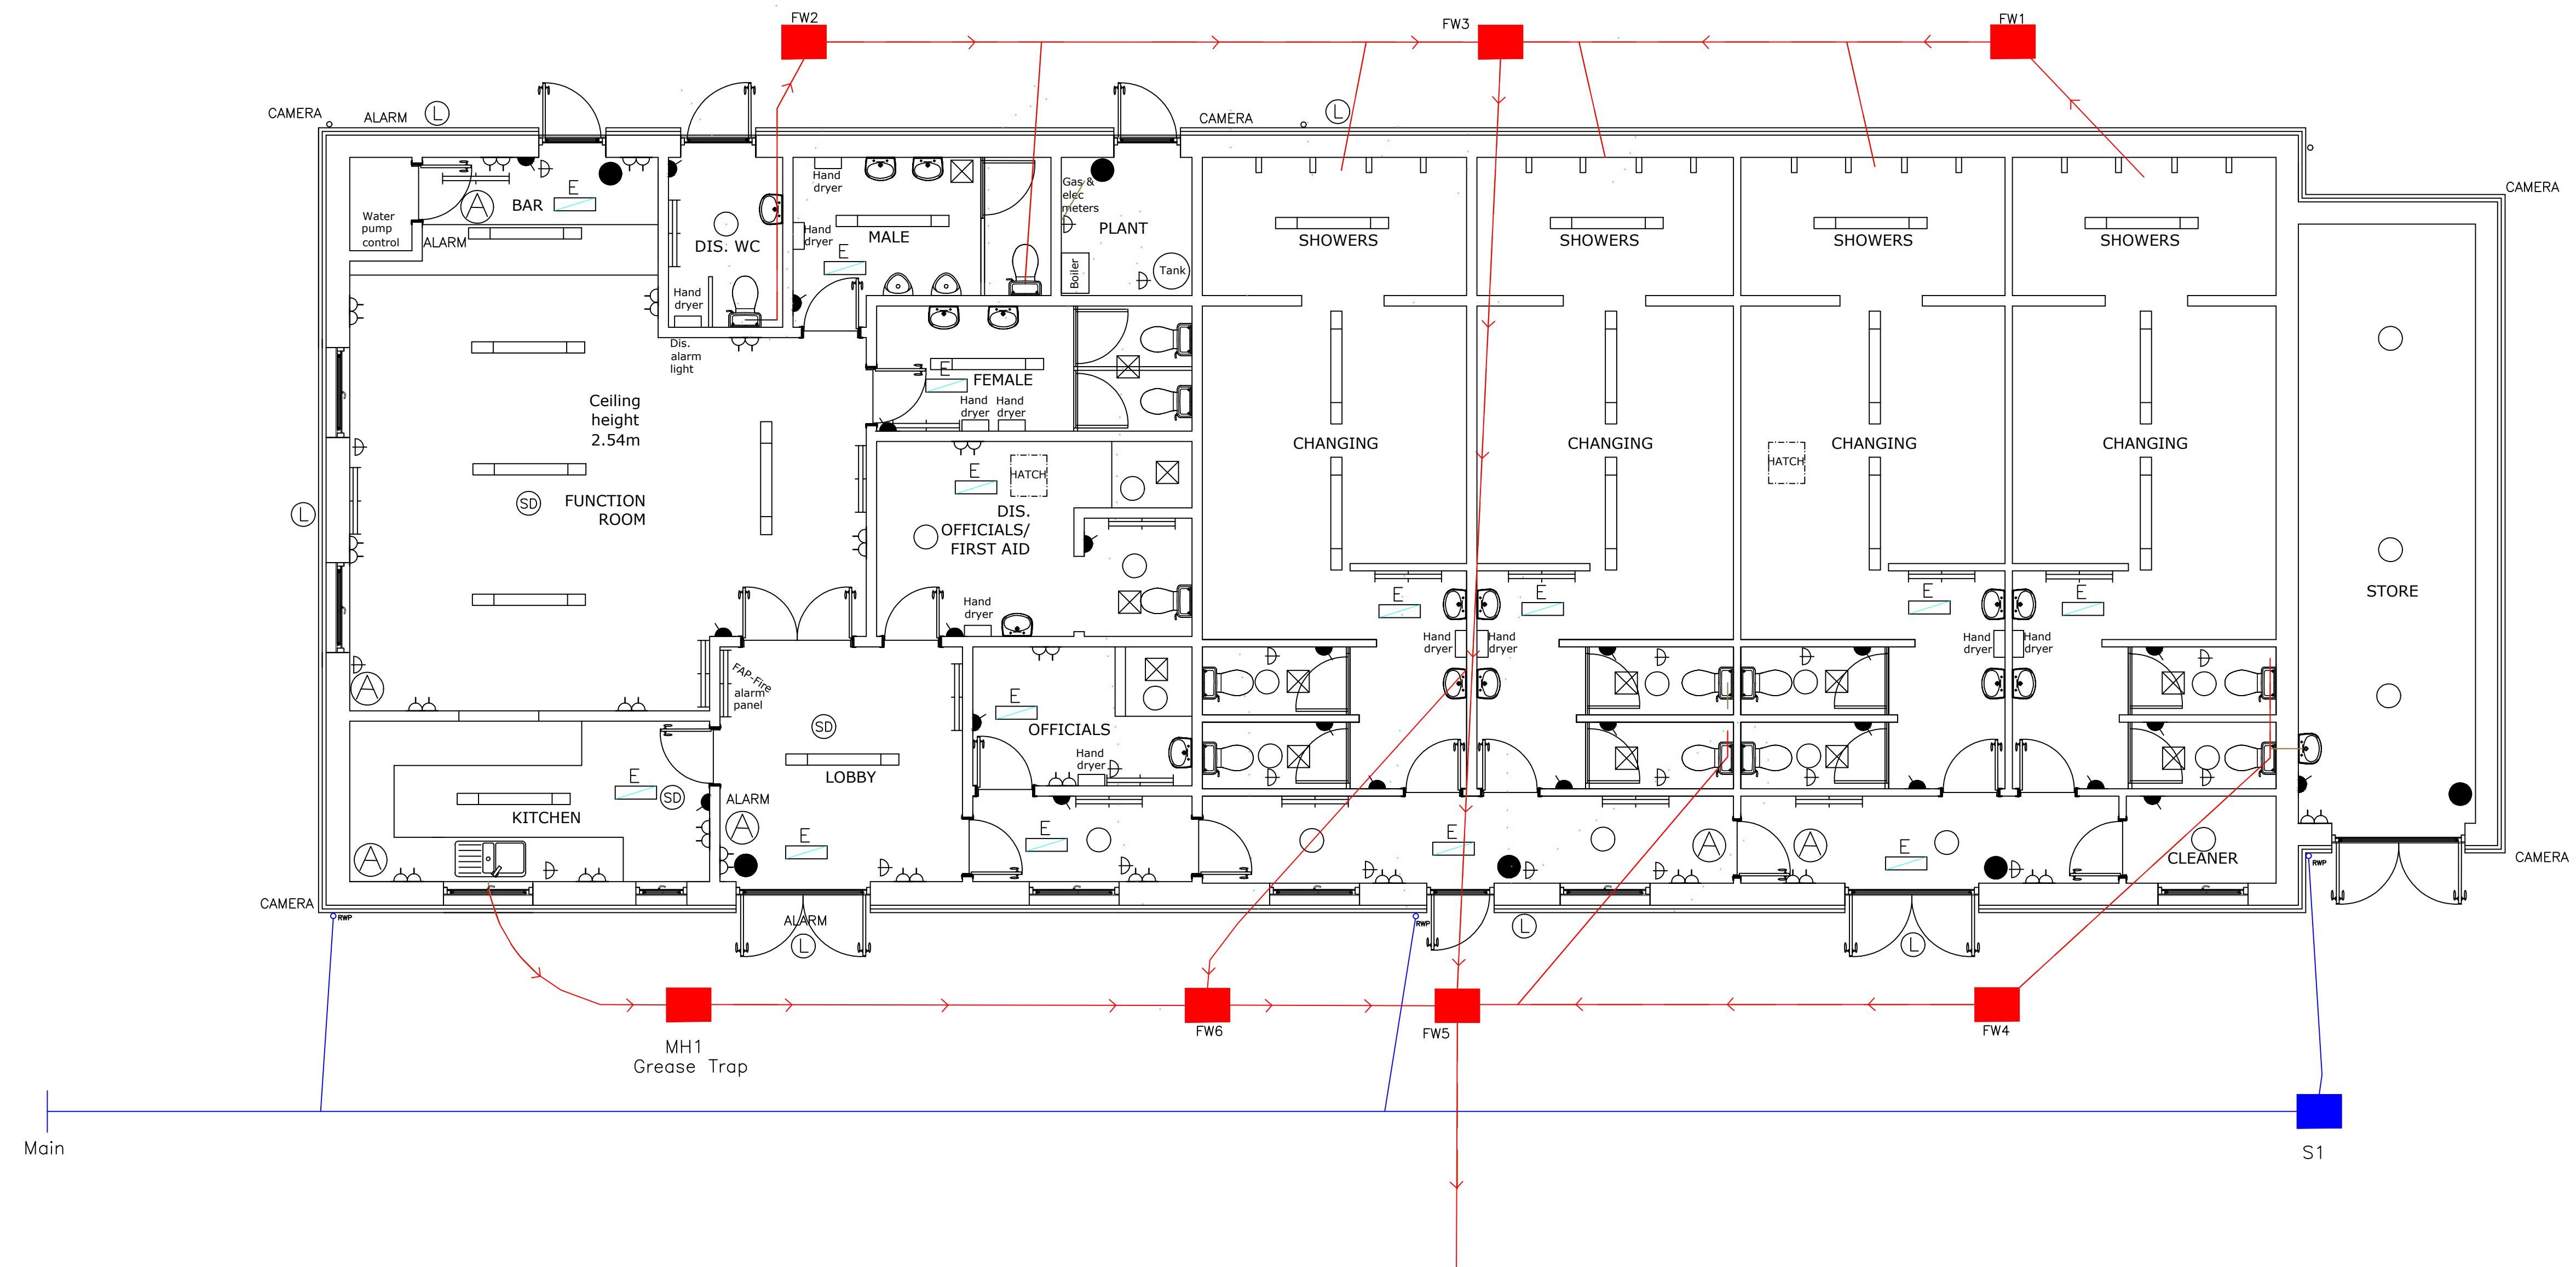 FW2
FW3
FW1
CAMERA
ALARM
L
CAMERA
L
CAMERA
Water
pump
control
BAR
A
E
ALARM
DIS. WC
Hand
dryer
Dis.
alarm
light
Hand
dryer
Hand
dryer
MALE
E
Gas &
elec
meters
PLANT
Boiler
Tank
SHOWERS
SHOWERS
SHOWERS
SHOWERS
E
FEMALE
Hand
dryer
Hand
dryer
Ceiling
height
2.54m
SD
FUNCTION
ROOM
L
E
HATCH
DIS.
OFFICIALS/
FIRST AID
Hand
dryer
CHANGING
CHANGING
CHANGING
CHANGING
HATCH
STORE
E
E
E
E
Hand
dryer
Hand
dryer
Hand
dryer
Hand
dryer
A
FAP-Fire
alarm
panel
SD
LOBBY
E
OFFICIALS
Hand
dryer
E
SD
KITCHEN
A
ALARM
A
E
E
E
A
A
E
CLEANER
CAMERA
RWP
CAMERA
RWP
ALARM
L
RWP
L
L
MH1
Grease Trap
FW6
FW5
FW4
Main
S1